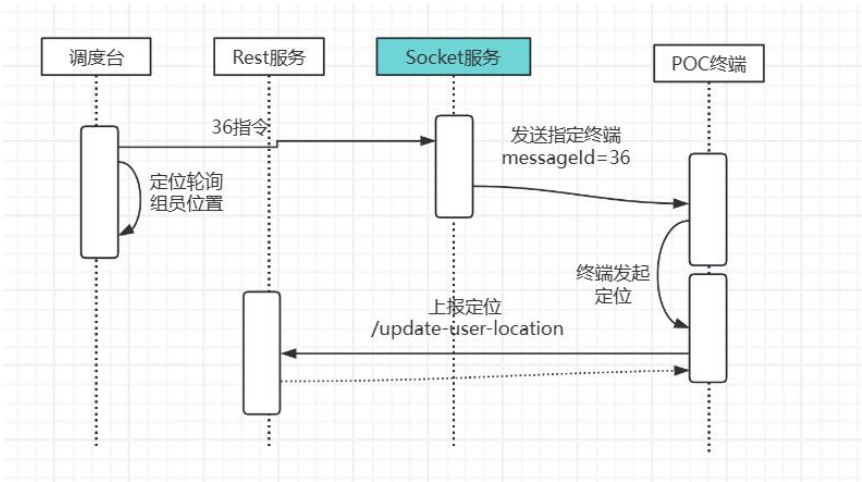 调度台
Rest服务
Socket服务
POC终端
36指令
发送指定终端
messageId=36
定位轮询
组员位置
终端发起
定位
上报定位
/update-user-location